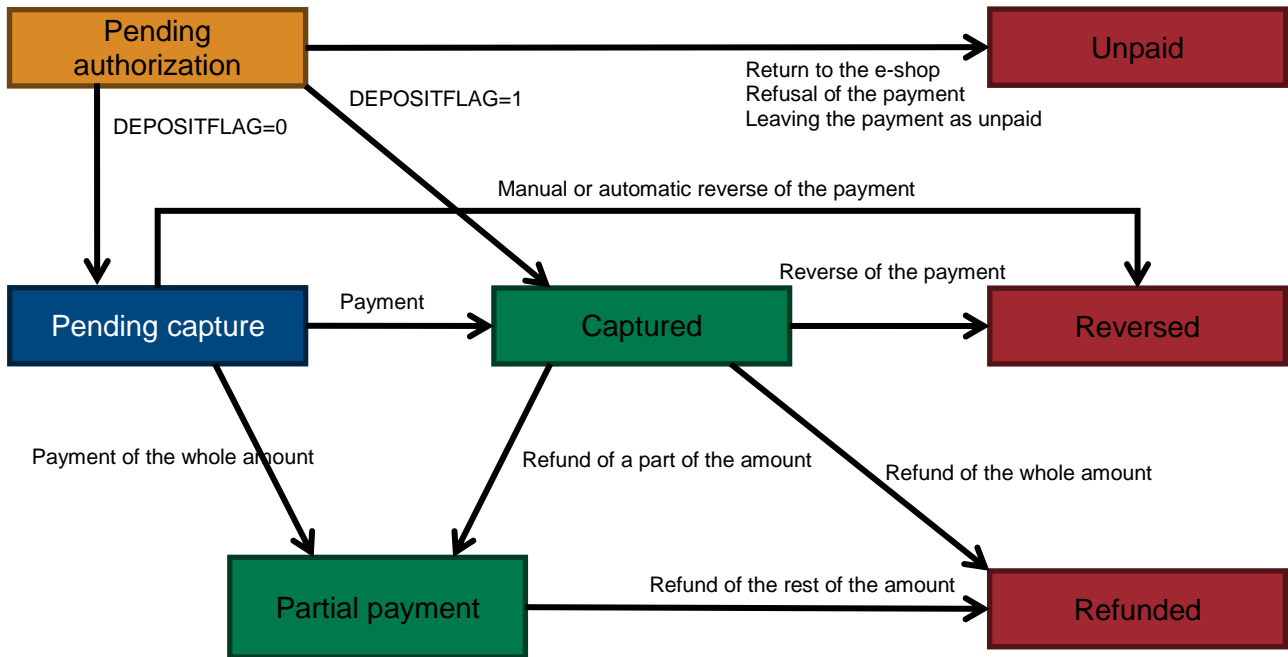 Pending
authorization
Unpaid
Return to the e-shop
Refusal of the payment
Leaving the payment as unpaid
DEPOSITFLAG=1
DEPOSITFLAG=0
Manual or automatic reverse of the payment
Reverse of the payment
Payment
Pending capture
Captured
Reversed
Payment of the whole amount
Refund of a part of the amount
Refund of the whole amount
Refund of the rest of the amount
Partial payment
Refunded